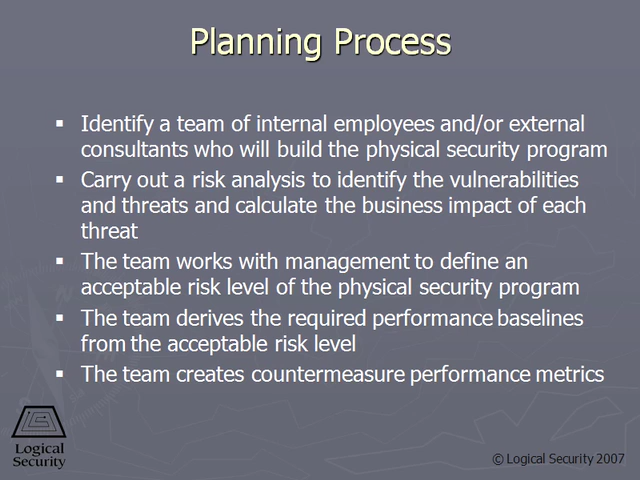 Planning Process
▪ Identify a team of internal employees and/or external
consultants who will build the physical security program
▪ Carry out a risk analysis to identify the vulnerabilities
and threats and calculate the business impact of each
threat
▪ The team works with management to define an
acceptable risk level of the physical security program
▪ The team derives the required performance baselines
from the acceptable risk level
▪ The team creates countermeasure performance metrics
Logical
Security
© Logical Security 2007